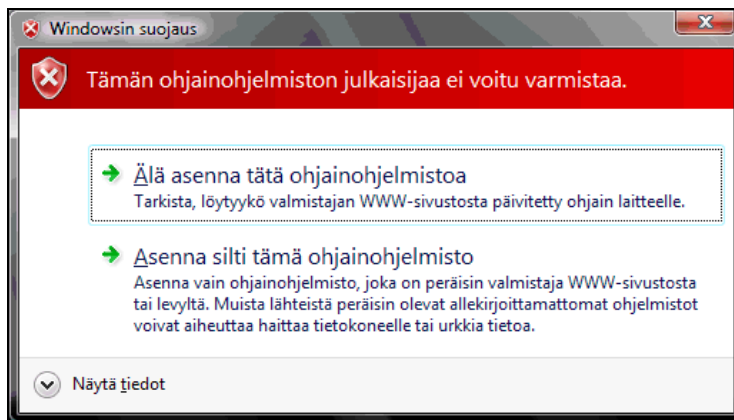 Windowsin suojaus
Tämän ohjainohjelmiston julkaisijaa ei voitu varmistaa.
Älä asenna tätä ohjainohjelmistoa
Tarkista, löytyykö valmistajan WWW-sivustosta päivitetty ohjain laitteelle.
Asenna silti tämä ohjainohjelmisto
Asenna vain ohjainohjelmisto, joka on peräisin valmistaja WWW-sivustosta
tai levyltä. Muista lähteistä peräisin olevat allekirjoittamattomat ohjelmistot
voivat aiheuttaa haittaa tietokoneelle tai urkkia tietoa.
Näytä tiedot